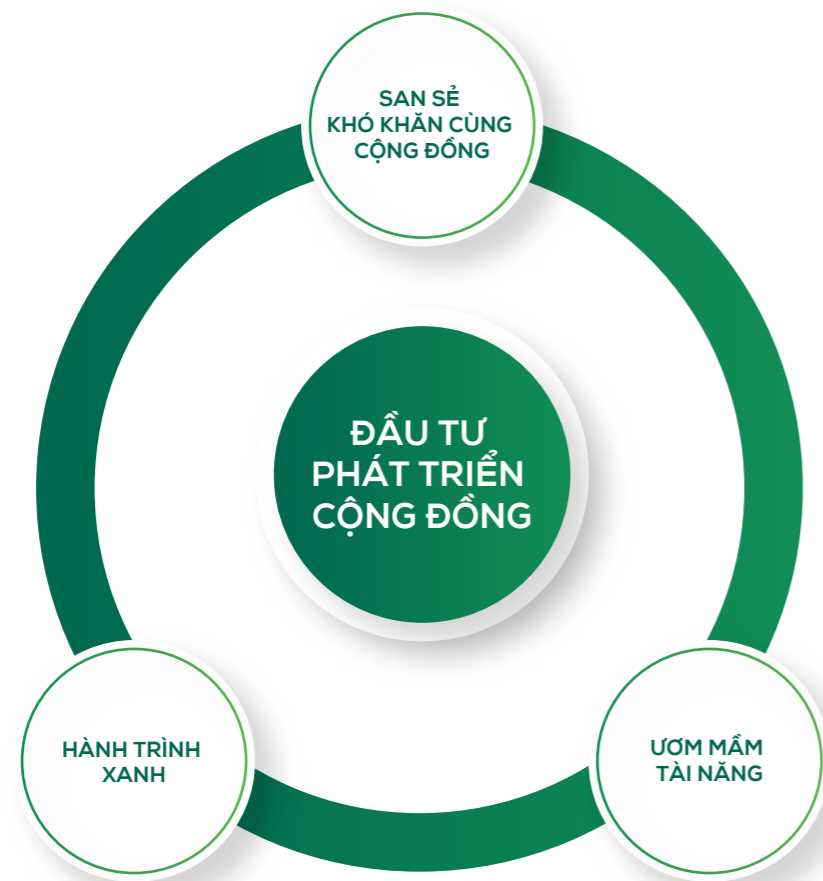 SAN SẺ
KHÓ KHĂN CÙNG
CỘNG ĐỒNG
ĐẦU TƯ
PHÁT TRIỂN
CỘNG ĐỒNG
HÀNH TRÌNH
XANH
ƯƠM MẦM
TÀI NĂNG